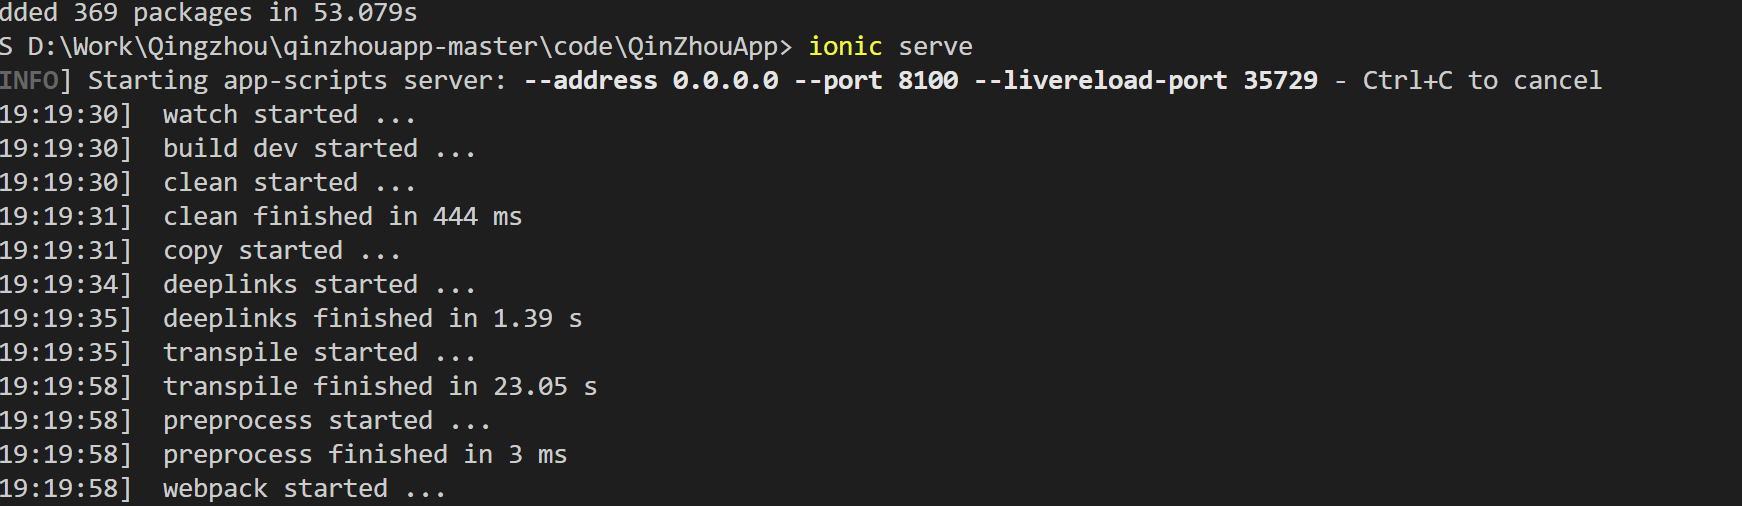 dded 369 packages in 53.079s
S D:\Work\Qingzhou\qinzhouapp-master\code\QinZhouApp> ionic serve
INFO] Starting app-scripts server: --address 0.0.0.0 --port 8100 --livereload-port 35729 - Ctrl+C to cancel
19:19:30]  watch started ...
19:19:30]  build dev started ...
19:19:30]  clean started ...
19:19:31]  clean finished in 444 ms
19:19:31]  copy started ...
19:19:34]  deeplinks started ...
19:19:35]  deeplinks finished in 1.39 s
19:19:35]  transpile started ...
19:19:58]  transpile finished in 23.05 s
19:19:58]  preprocess started ...
19:19:58]  preprocess finished in 3 ms
19:19:58]  webpack started ...